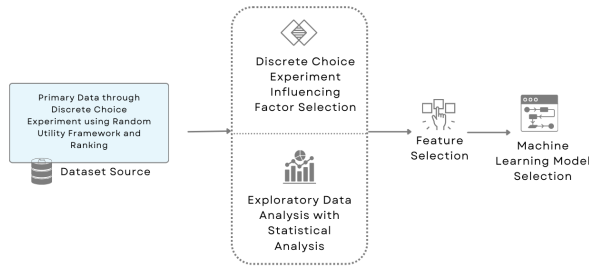 Primary Data through
Discrete Choice
Experiment using Random
Utility Framework and
Ranking
Dataset Source
Discrete Choice
Experiment
Influencing
Factor Selection
Exploratory Data
Analysis with
Statistical
Analysis
Feature
Selection
Machine
Learning Model
Selection